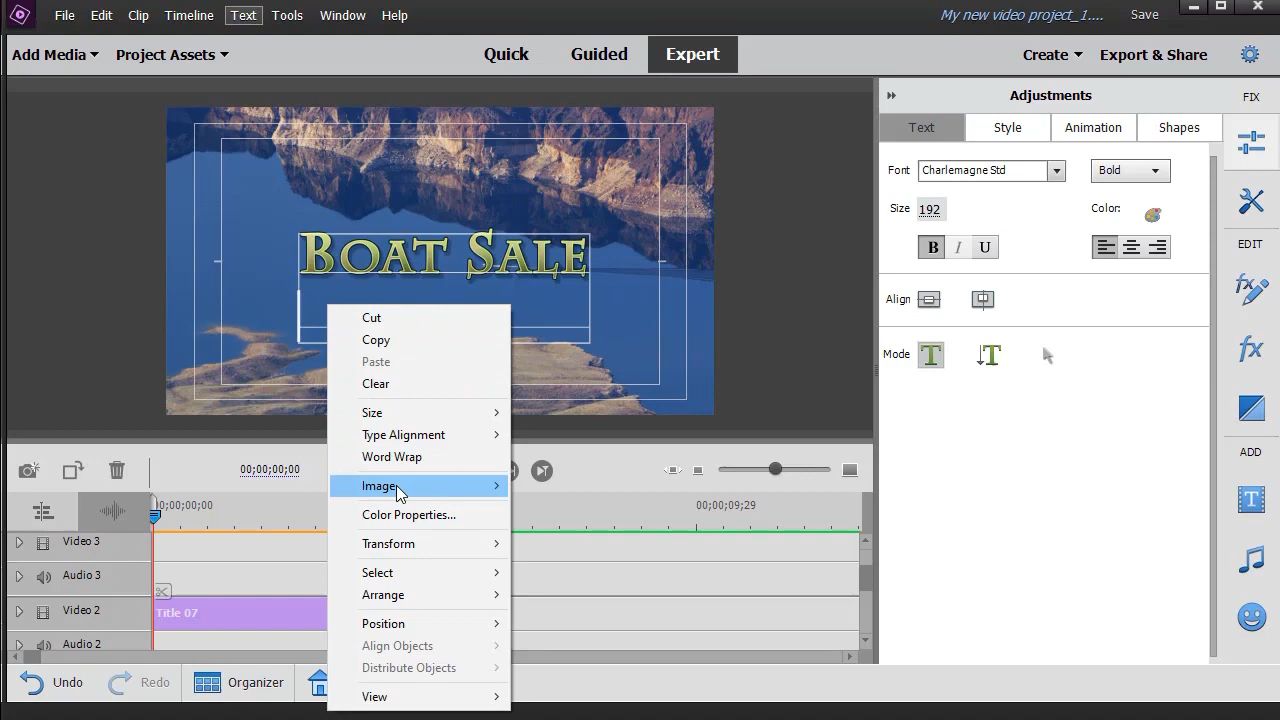 File Edit Clip Timeline Text Tools Window Help My new video project_1.... Save
Add Media Project Assets Quick Guided Expert Create Export & Share
Adjustments FIX
Text Style Animation Shapes
Font Charlemagne Std Bold
Size 192 Color:
B I U
EDIT
Align
Mode T T
BOAT SALE
Cut
Copy
Paste
Clear
Size
Type Alignment
Word Wrap
Image
Color Properties...
Transform
Select
Arrange
Position
Align Objects
Distribute Objects
View
fx
ADD
T
00;00;00;00
00;00;00;00 00;00;09;29
Video 3
Audio 3
Video 2 Title 07
Audio 2
Undo Redo Organizer